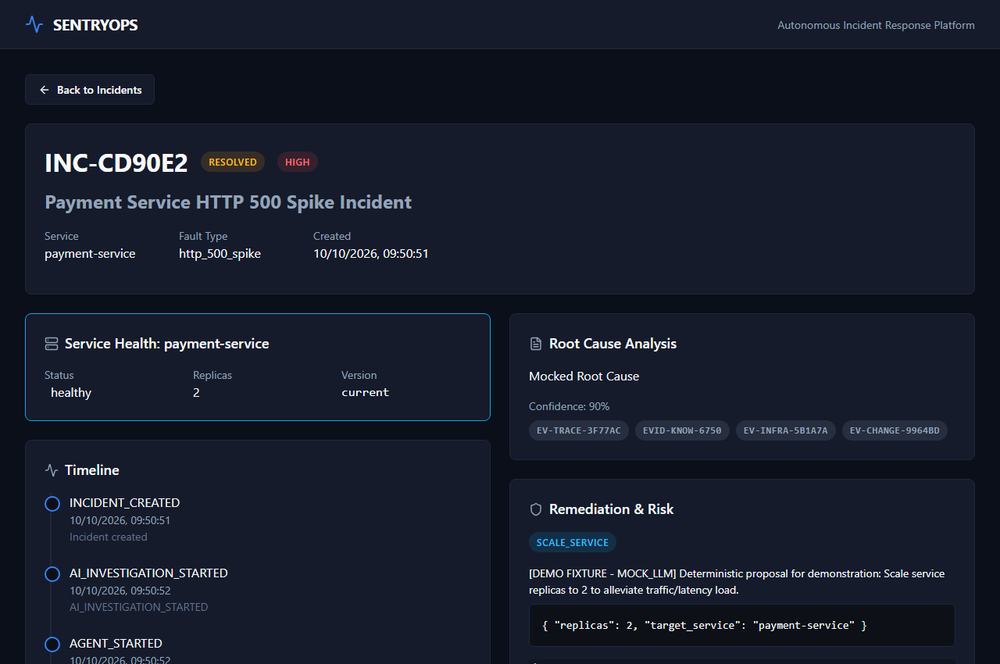 SENTRYOPS
Autonomous Incident Response Platform
Back to Incidents
INC-CD90E2 RESOLVED HIGH
Payment Service HTTP 500 Spike Incident
Service Fault Type Created
payment-service http_500_spike 10/10/2026, 09:50:51
Service Health: payment-service
Status Replicas Version
healthy 2 current
Timeline
INCIDENT_CREATED
10/10/2026, 09:50:51
Incident created
AI_INVESTIGATION_STARTED
10/10/2026, 09:50:52
AI_INVESTIGATION_STARTED
AGENT_STARTED
10/10/2026, 09:50:52
Root Cause Analysis
Mocked Root Cause
Confidence: 90%
EV-TRACE-3F77AC EVID-KNOW-6750 EV-INFRA-5B1A7A EV-CHANGE-9964BD
Remediation & Risk
SCALE_SERVICE
[DEMO FIXTURE - MOCK_LLM] Deterministic proposal for demonstration: Scale service
replicas to 2 to alleviate traffic/latency load.
{ "replicas": 2, "target_service": "payment-service" }